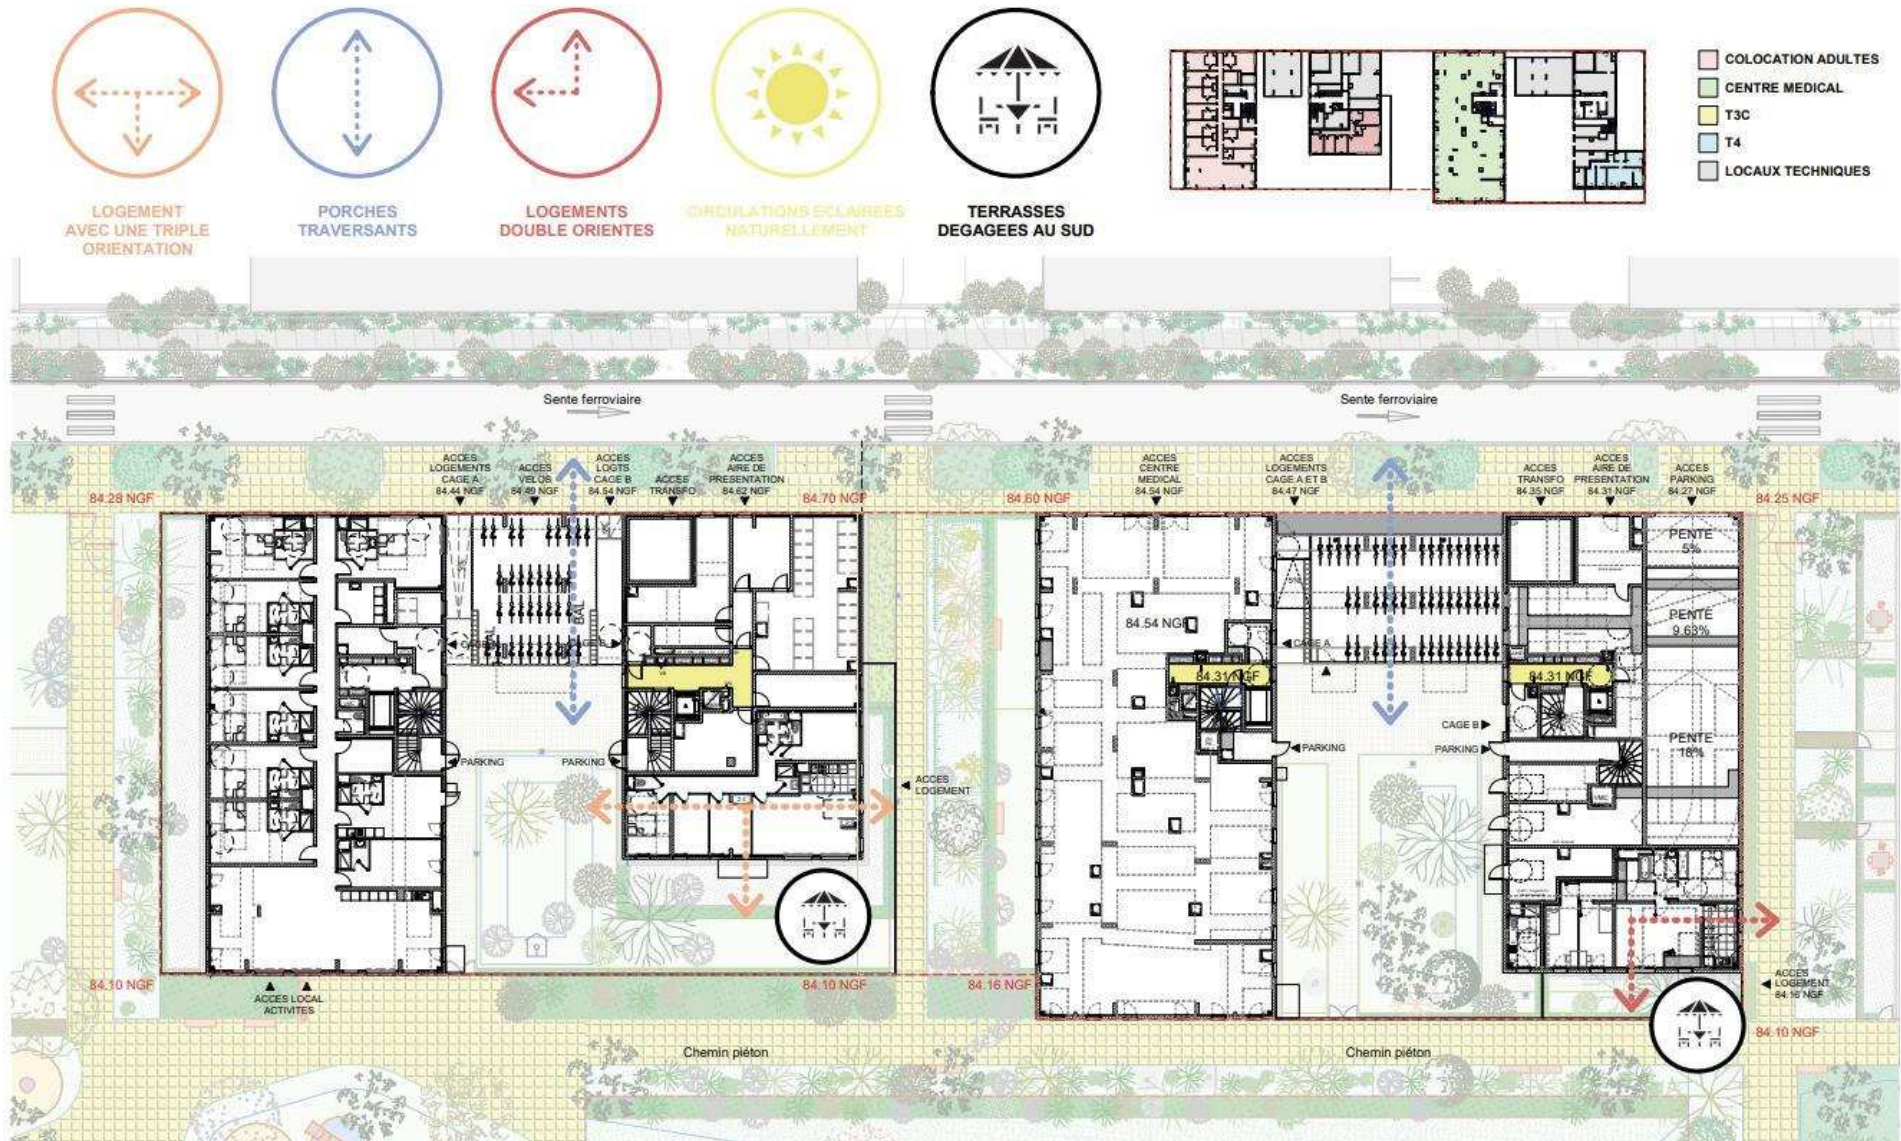 LOGEMENT
AVEC UNE TRIPLE
ORIENTATION
PORCHES
TRAVERSANTS
LOGEMENTS
DOUBLE ORIENTES
CIRCULATIONS ECLAIREES
NATURELLEMENT
TERRASSES
DEGAGEES AU SUD
COLOCATION ADULTES
CENTRE MEDICAL
T3C
T4
LOCAUX TECHNIQUES
Sente ferroviaire
Sente ferroviaire
ACCES
LOGEMENTS
CAGE A
84.44 NGF
ACCES
VELOS
84.49 NGF
ACCES
LOGTS
CAGE B
84.54 NGF
ACCES
TRANSFO
ACCES
AIRE DE
PRESENTATION
84.62 NGF
ACCES
CENTRE
MEDICAL
84.54 NGF
ACCES
LOGEMENTS
CAGE A ET B
84.47 NGF
ACCES
TRANSFO
84.35 NGF
ACCES
AIRE DE
PRESENTATION
84.31 NGF
ACCES
PARKING
84.27 NGF
84.28 NGF
84.70 NGF
84.60 NGF
84.25 NGF
PENTE
5%
PENTE
9.63%
PENTE
18%
BAL
84.54 NGF
CAGE A
84.31 NGF
84.31 NGF
CAGE B
PARKING
PARKING
PARKING
PARKING
VMC
ACCES
LOGEMENT
84.10 NGF
84.10 NGF
84.16 NGF
ACCES LOCAL
ACTIVITES
ACCES
LOGEMENT
84.16 NGF
84.10 NGF
Chemin piéton
Chemin piéton